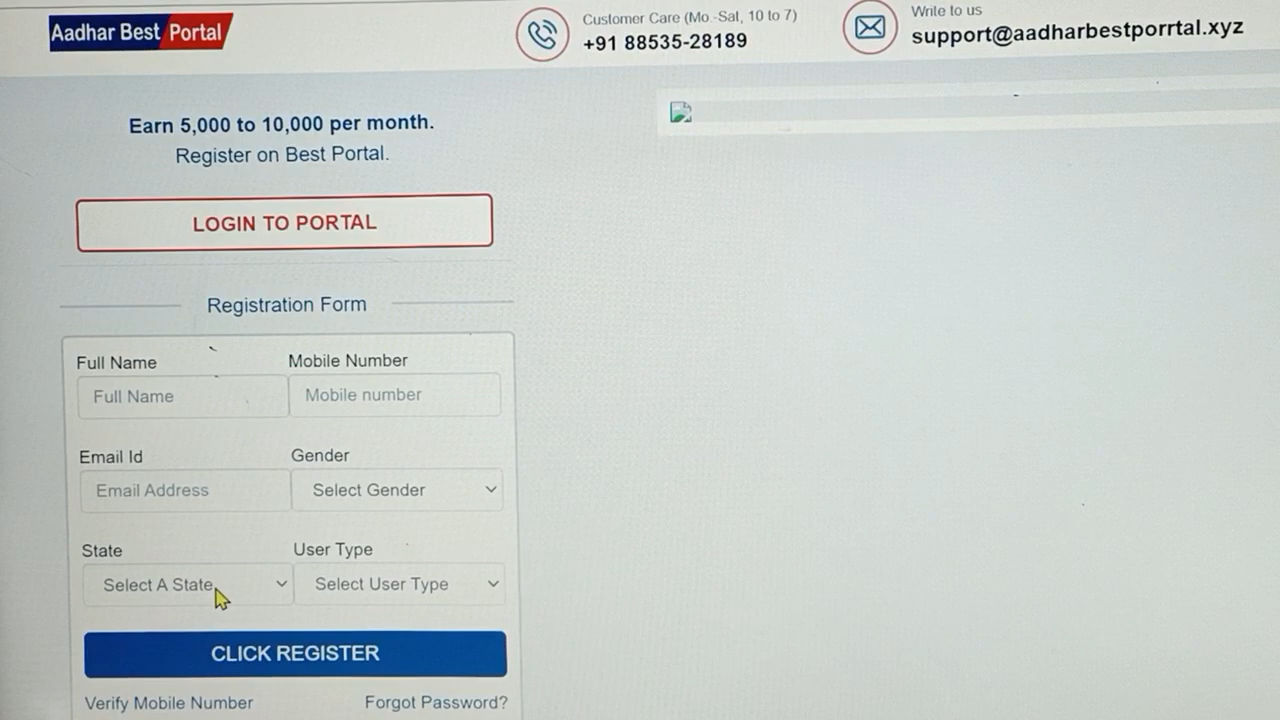 Aadhar Best Portal
Customer Care (Mo.-Sat, 10 to 7)
+91 88535-28189
Write to us
support@aadharbestporrtal.xyz
Earn 5,000 to 10,000 per month.
Register on Best Portal.
LOGIN TO PORTAL
Registration Form
Full Name Mobile Number
Full Name Mobile number
Email Id Gender
Email Address Select Gender
State User Type
Select A State Select User Type
CLICK REGISTER
Verify Mobile Number Forgot Password?